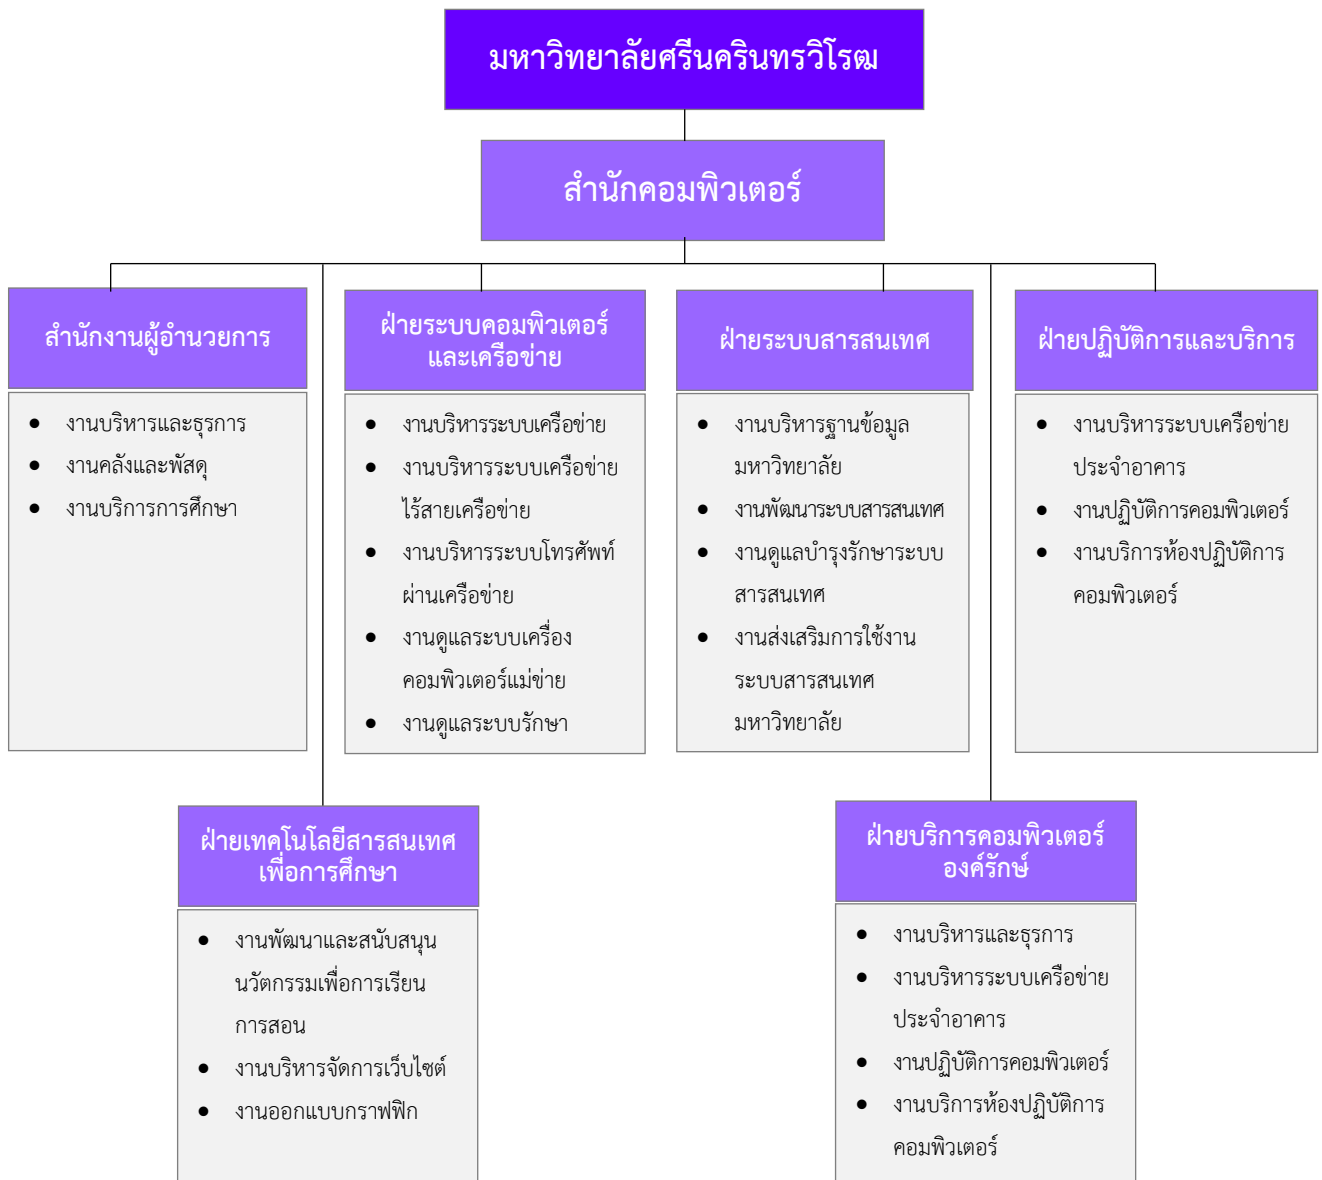 มหาวิทยาลัยศรีนครินทรวิโรฒ
สำนักคอมพิวเตอร์
สำนักงานผู้อำนวยการ
● งานบริหารและธุรการ
● งานคลังและพัสดุ
● งานบริการการศึกษา
ฝ่ายระบบคอมพิวเตอร์
และเครือข่าย
● งานบริหารระบบเครือข่าย
● งานบริหารระบบเครือข่าย
ไร้สายเครือข่าย
● งานบริหารระบบโทรศัพท์
ผ่านเครือข่าย
● งานดูแลระบบเครื่อง
คอมพิวเตอร์แม่ข่าย
● งานดูแลระบบรักษา
ฝ่ายระบบสารสนเทศ
● งานบริหารฐานข้อมูล
มหาวิทยาลัย
● งานพัฒนาระบบสารสนเทศ
● งานดูแลบำรุงรักษาระบบ
สารสนเทศ
● งานส่งเสริมการใช้งาน
ระบบสารสนเทศ
มหาวิทยาลัย
ฝ่ายปฏิบัติการและบริการ
● งานบริหารระบบเครือข่าย
ประจำอาคาร
● งานปฏิบัติการคอมพิวเตอร์
● งานบริการห้องปฏิบัติการ
คอมพิวเตอร์
ฝ่ายเทคโนโลยีสารสนเทศ
เพื่อการศึกษา
● งานพัฒนาและสนับสนุน
นวัตกรรมเพื่อการเรียน
การสอน
● งานบริหารจัดการเว็บไซต์
● งานออกแบบกราฟฟิก
ฝ่ายบริการคอมพิวเตอร์
องค์รักษ์
● งานบริหารและธุรการ
● งานบริหารระบบเครือข่าย
ประจำอาคาร
● งานปฏิบัติการคอมพิวเตอร์
● งานบริการห้องปฏิบัติการ
คอมพิวเตอร์